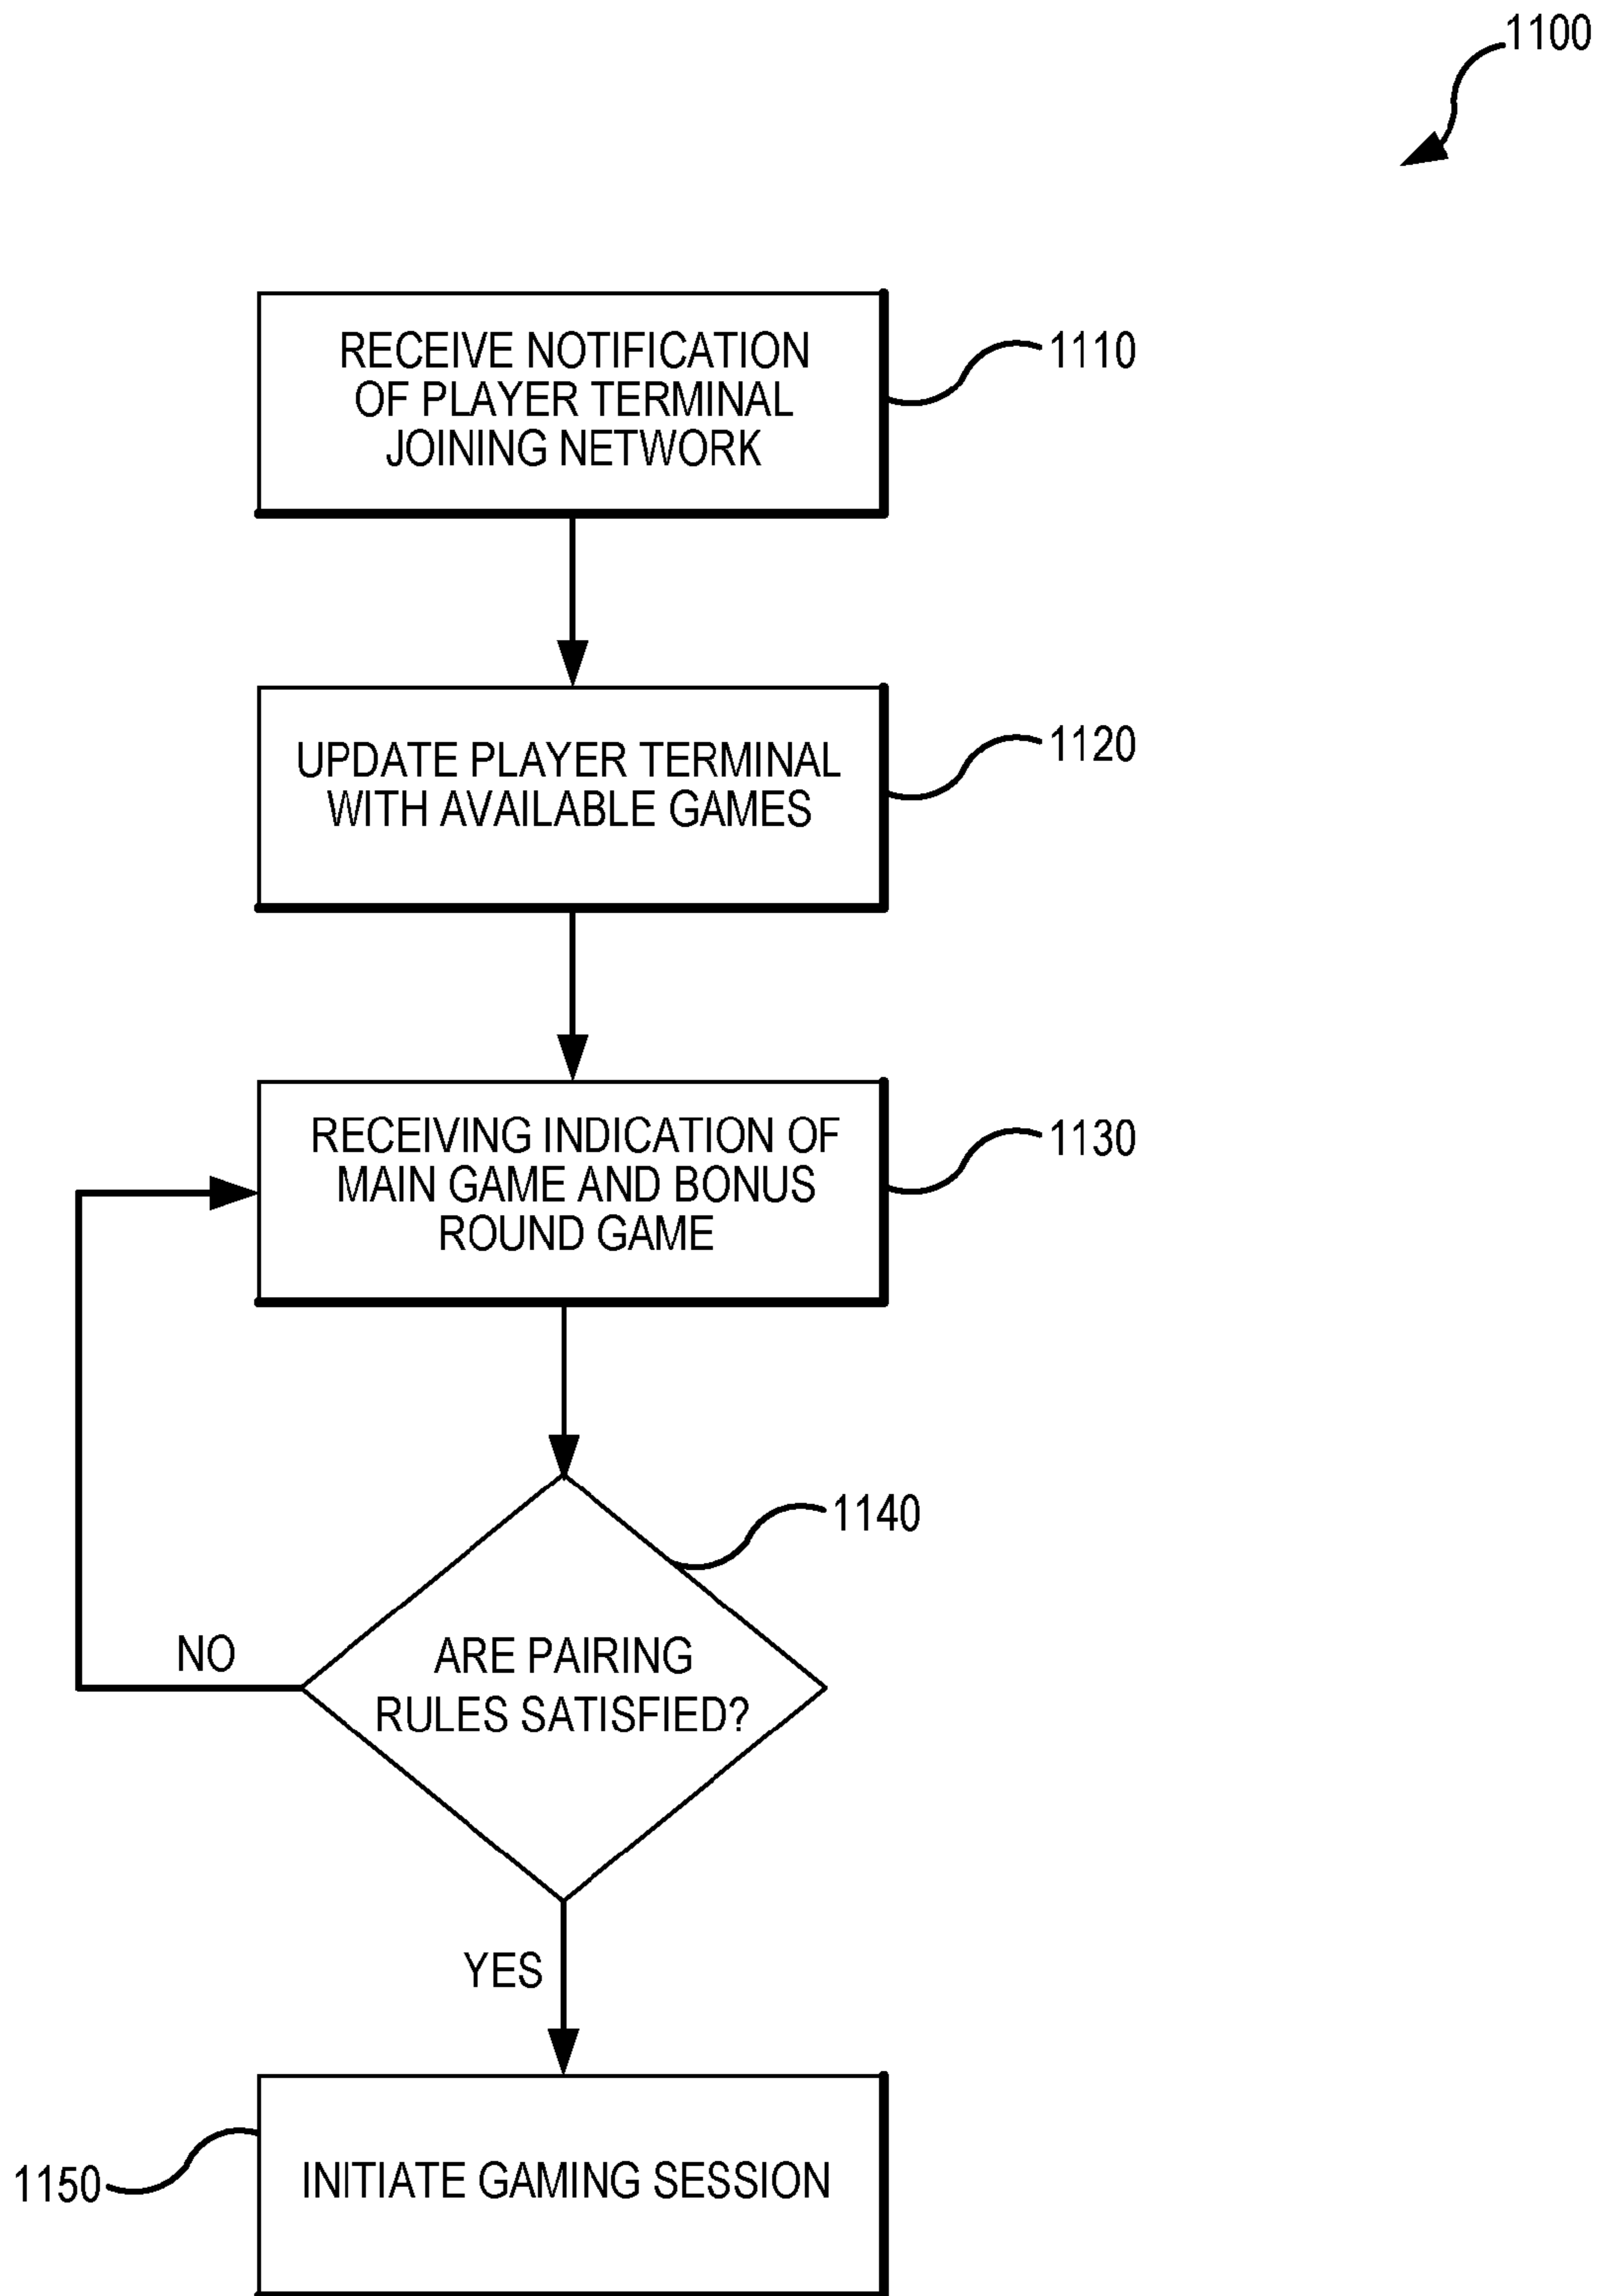 1100
RECEIVE NOTIFICATION
OF PLAYER TERMINAL
JOINING NETWORK
1110
UPDATE PLAYER TERMINAL
WITH AVAILABLE GAMES
1120
RECEIVING INDICATION OF
MAIN GAME AND BONUS
ROUND GAME
1130
1140
ARE PAIRING
RULES SATISFIED?
NO
YES
1150
INITIATE GAMING SESSION